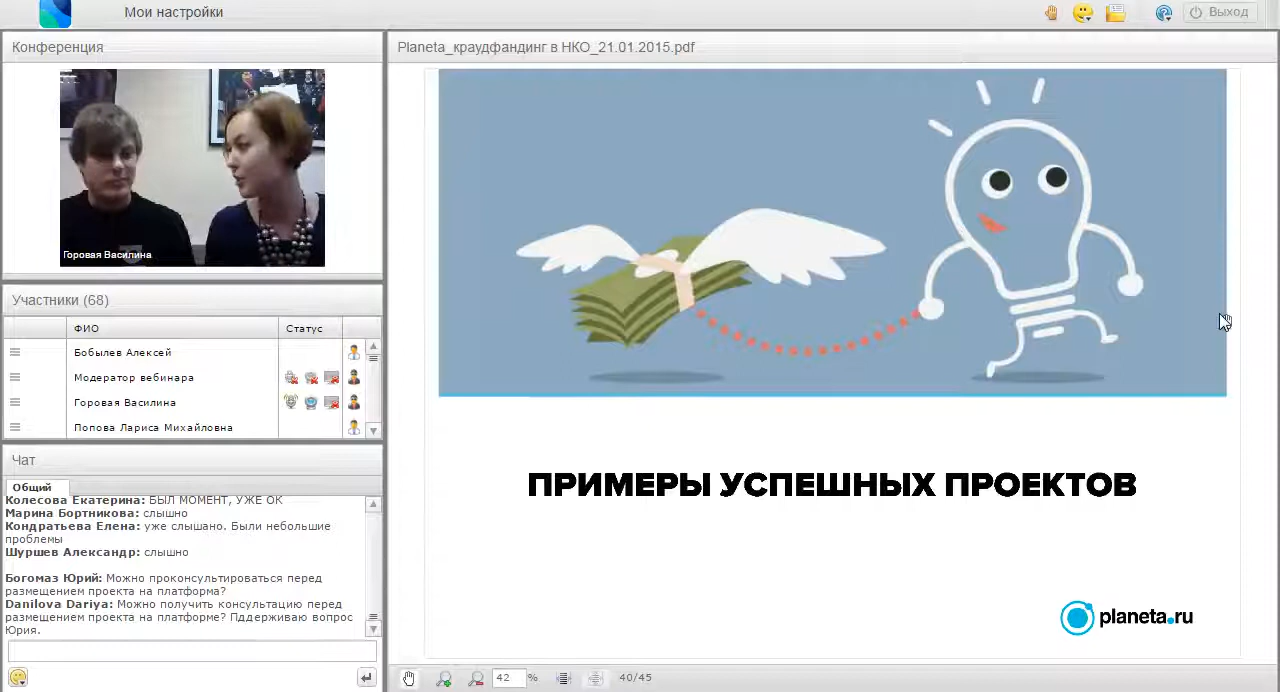 Мои настройки
Выход
Конференция
Горовая Василина
Участники (68)
ФИО
Статус
Бобылев Алексей
Модератор вебинара
Горовая Василина
Попова Лариса Михайловна
Чат
Общий
Колесова Екатерина: БЫЛ МОМЕНТ, УЖЕ ОК
Марина Бортникова: слышно
Кондратьева Елена: уже слышано. Были небольшие
проблемы
Шуршев Александр: слышно
Богомаз Юрий: Можно проконсультироваться перед
размещением проекта на платформа?
Danilova Dariya: Можно получить консультацию перед
размещением проекта на платформе? Пддерживаю вопрос
Юрия.
Planeta_краудфандинг в НКО_21.01.2015.pdf
ПРИМЕРЫ УСПЕШНЫХ ПРОЕКТОВ
planeta.ru
42 %
40/45